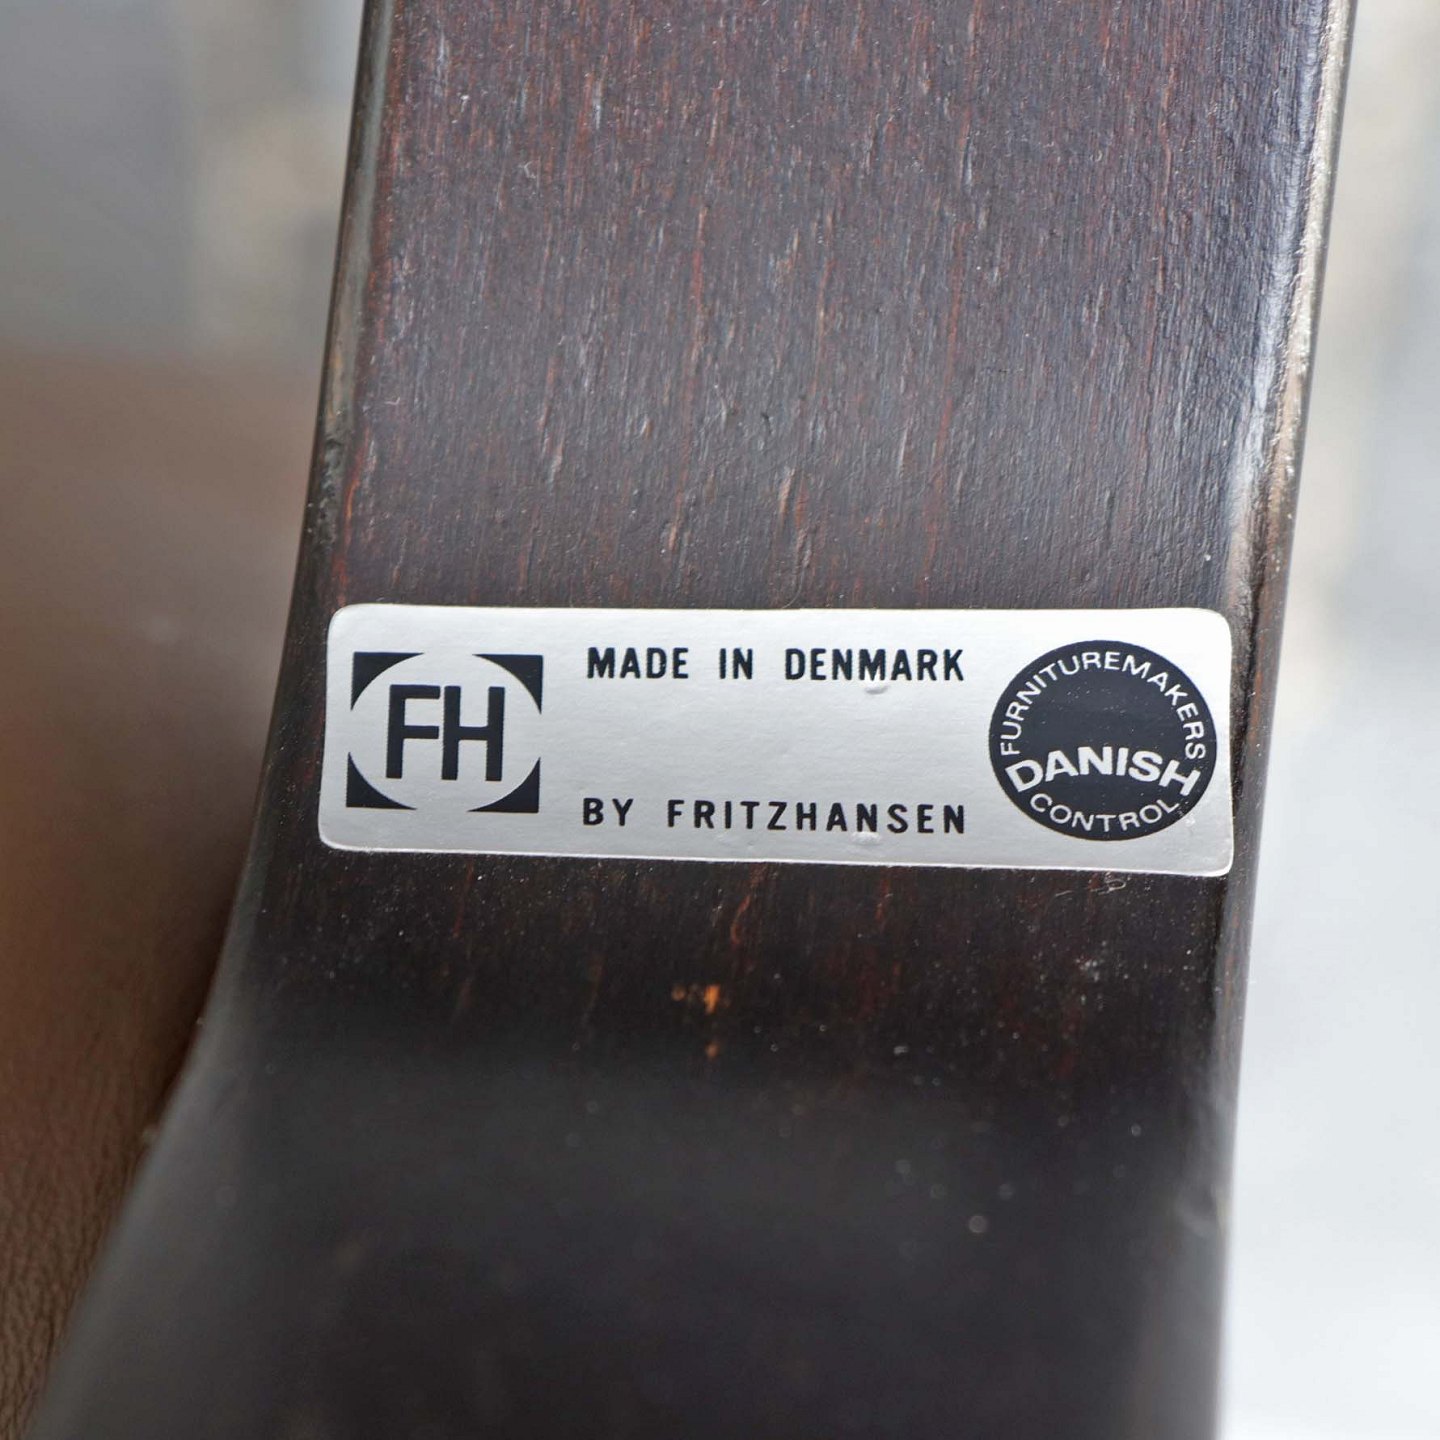 FH
MADE IN DENMARK
BY FRITZHANSEN
FURNITUREMAKERS
DANISH
CONTROL